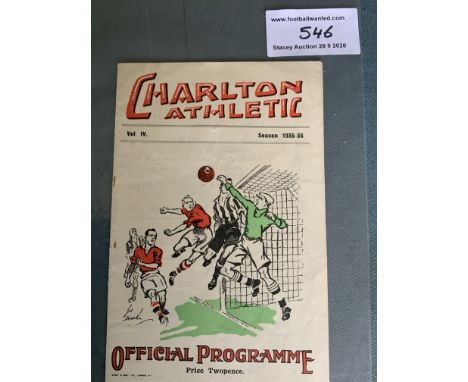 www.footballwanted.com
546
Stacey Auction 28 9 2020
CHARLTON
ATHLETIC
Vol. IV.
Season 1935-36
OFFICIAL PROGRAMME
Price Twopence.